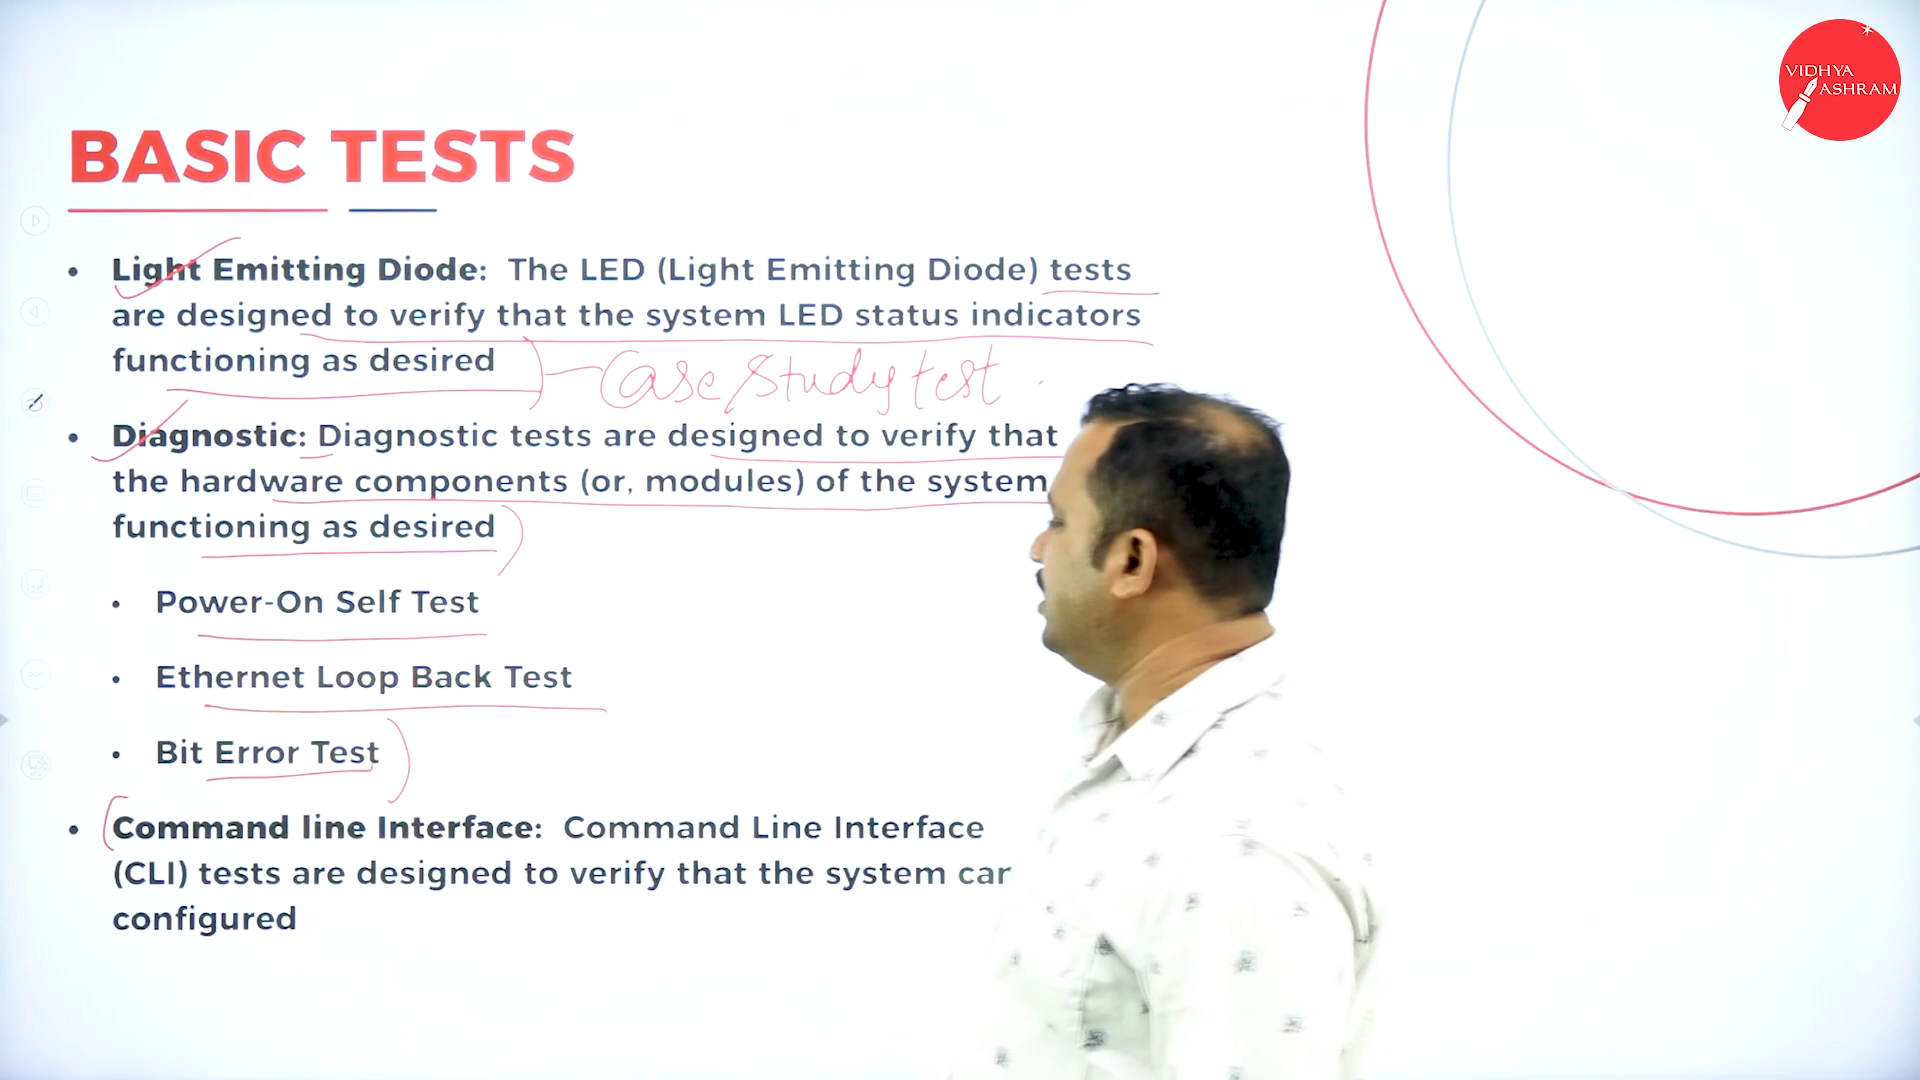 VIDHYA
ASHRAM
BASIC TESTS
• Light Emitting Diode: The LED (Light Emitting Diode) tests
are designed to verify that the system LED status indicators
functioning as desired
Case/Study test
• Diagnostic: Diagnostic tests are designed to verify that
the hardware components (or, modules) of the system
functioning as desired
• Power-On Self Test
• Ethernet Loop Back Test
• Bit Error Test
• Command line Interface: Command Line Interface
(CLI) tests are designed to verify that the system
configured